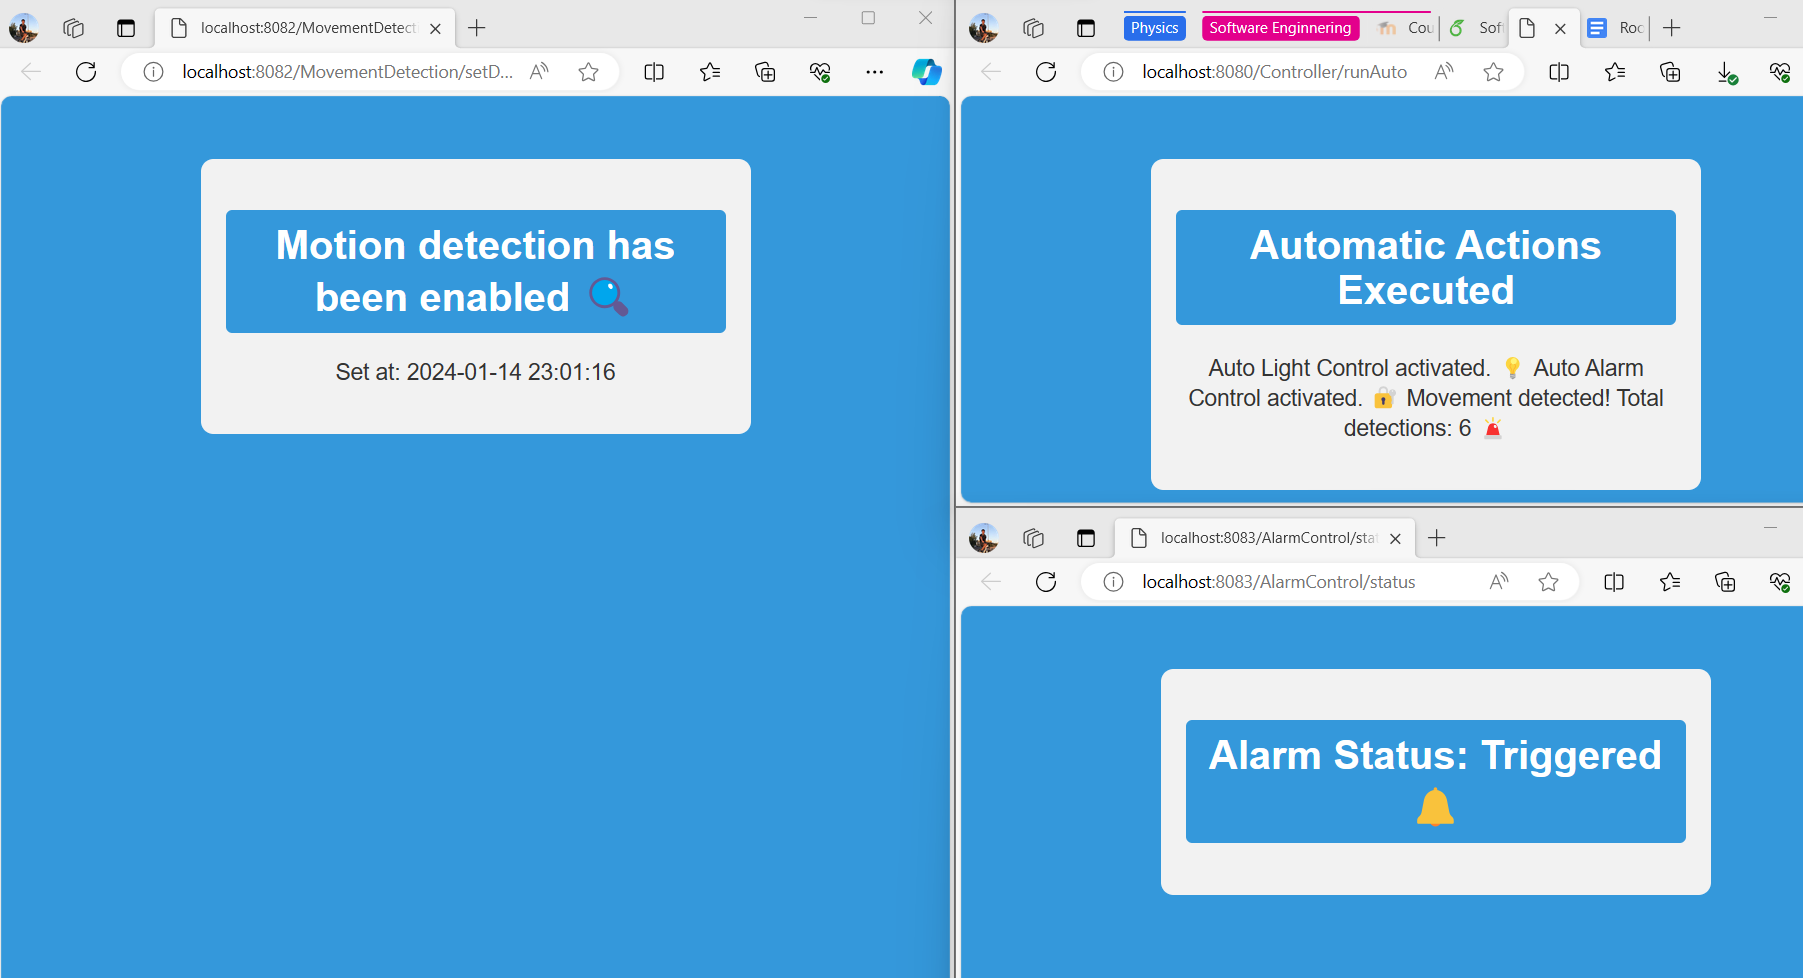 localhost:8082/MovementDetect
localhost:8082/MovementDetection/setD...
Motion detection has
been enabled 🔍
Set at: 2024-01-14 23:01:16
Physics
Software Enginnering
Cou
Sof
Roc
localhost:8080/Controller/runAuto
Automatic Actions
Executed
Auto Light Control activated. 💡 Auto Alarm
Control activated. 🔐 Movement detected! Total
detections: 6 🚨
localhost:8083/AlarmControl/sta
localhost:8083/AlarmControl/status
Alarm Status: Triggered
🔔